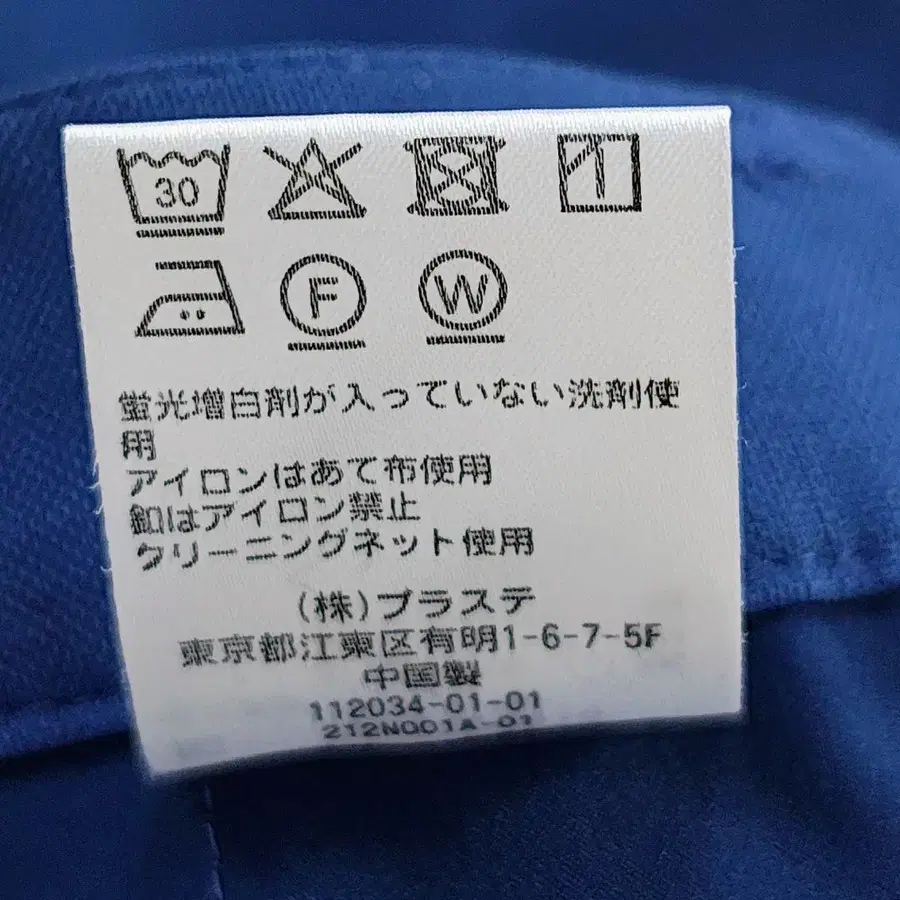 30
F W
蛍光増白剤が入っていない洗剤使
用
アイロンはあて布使用
釦はアイロン禁止
クリーニングネット使用
(株)プラステ
東京都江東区有明1-6-7-5F
中国製
112034-01-01
212N001A-01